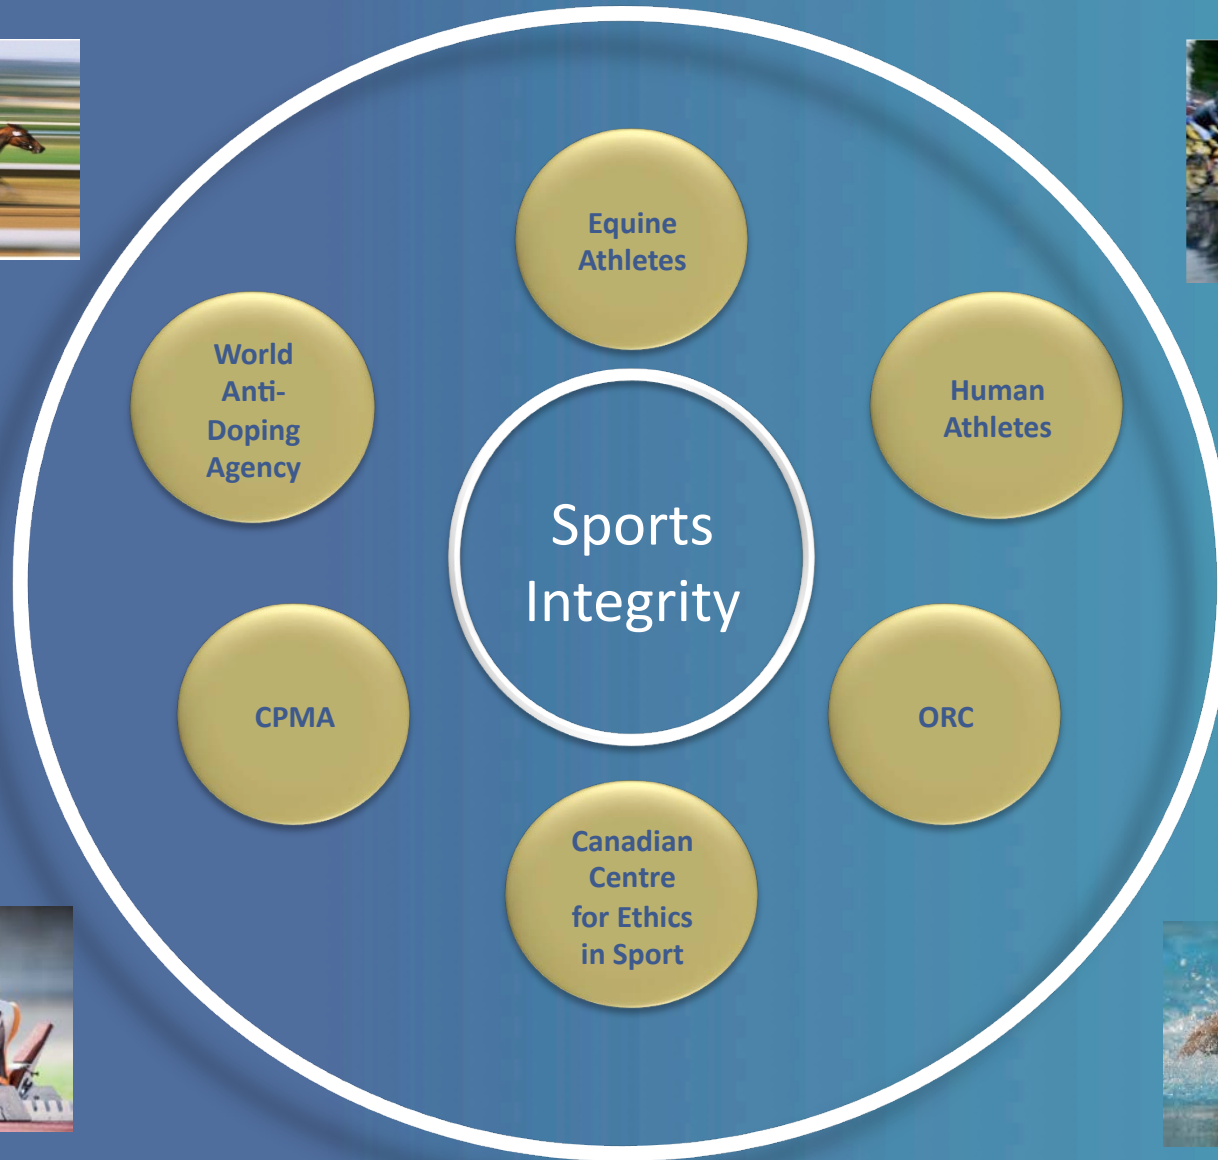 Equine
Athletes
World
Anti-
Doping
Agency
Human
Athletes
Sports
Integrity
CPMA
ORC
Canadian
Centre
for Ethics
in Sport